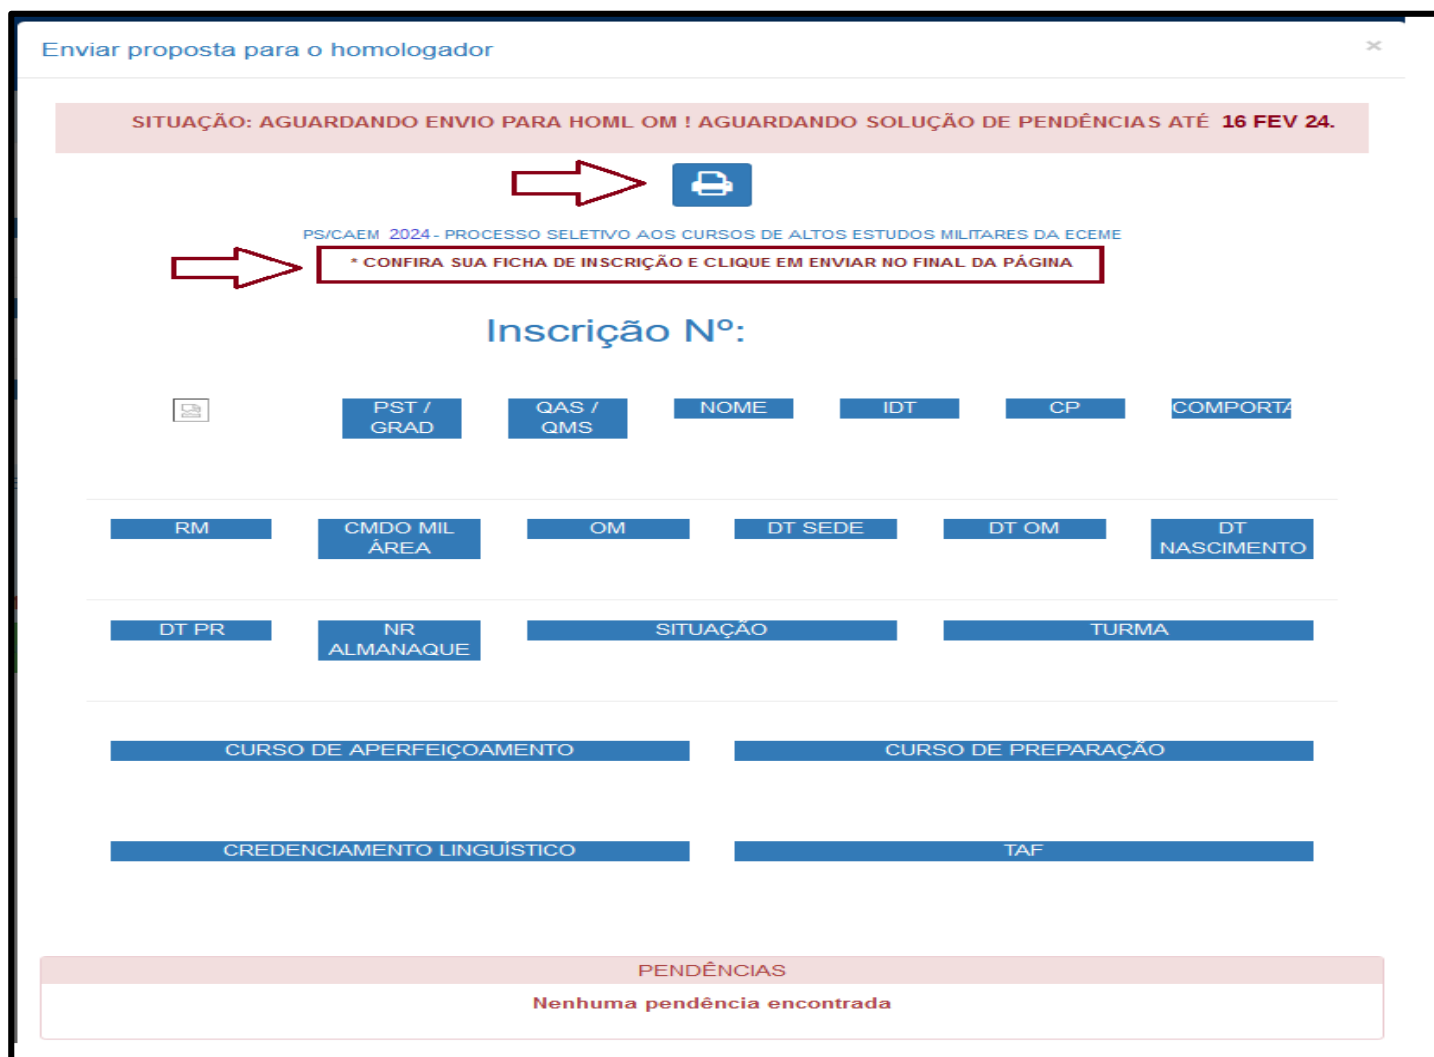 Enviar proposta para o homologador
×
SITUAÇÃO: AGUARDANDO ENVIO PARA HOML OM ! AGUARDANDO SOLUÇÃO DE PENDÊNCIAS ATÉ 16 FEV 24.
PS/CAEM 2024 - PROCESSO SELETIVO AOS CURSOS DE ALTOS ESTUDOS MILITARES DA ECEME
* CONFIRA SUA FICHA DE INSCRIÇÃO E CLIQUE EM ENVIAR NO FINAL DA PÁGINA
Inscrição Nº:
PST / GRAD
QAS / QMS
NOME
IDT
CP
COMPORTA
RM
CMDO MIL ÁREA
OM
DT SEDE
DT OM
DT NASCIMENTO
DT PR
NR ALMANAQUE
SITUAÇÃO
TURMA
CURSO DE APERFEIÇOAMENTO
CURSO DE PREPARAÇÃO
CREDENCIAMENTO LINGUÍSTICO
TAF
PENDÊNCIAS
Nenhuma pendência encontrada